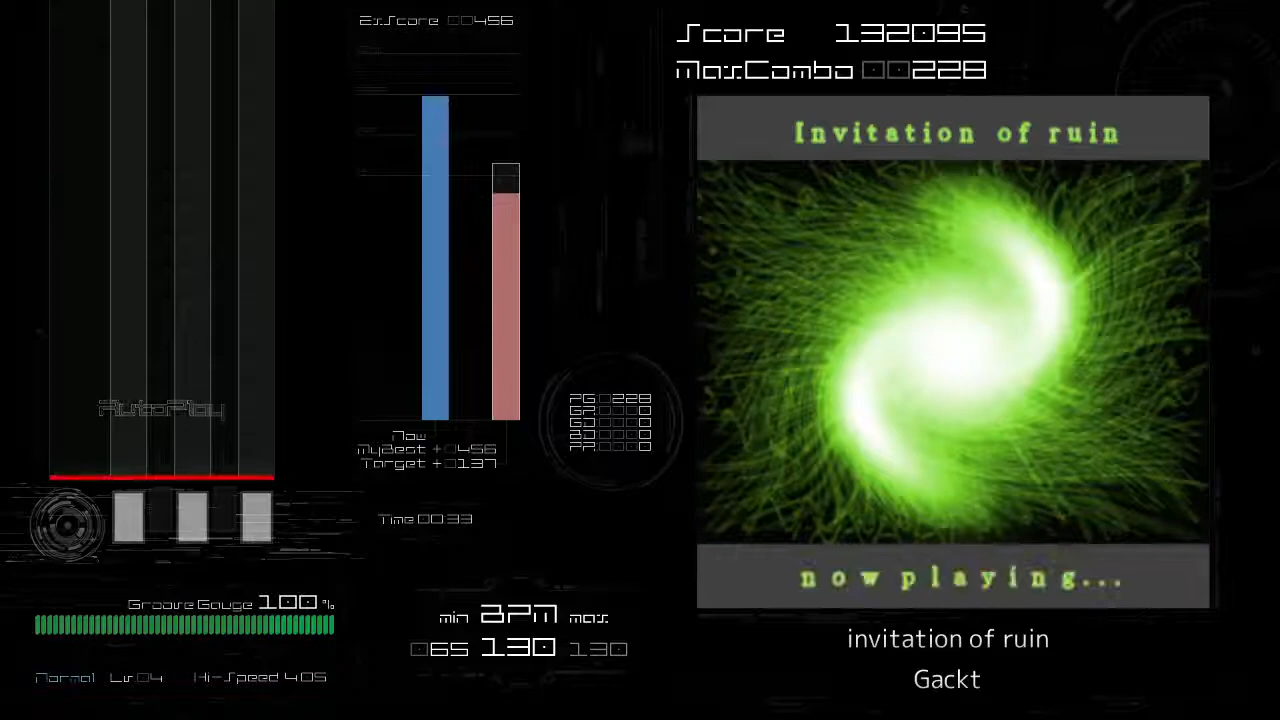 ExScore 00456
Score 132095
MaxCombo 00228
Invitation of ruin
AutoPlay
PG:0228
GR:0000
GD:0000
BD:0000
PR:0000
Now
MyBest +0456
Target +0137
Time 00:33
now playing...
GrooveGauge 100%
min BPM max
065 130 130
invitation of ruin
Normal Lv.04 Hi-Speed 4.05
Gackt